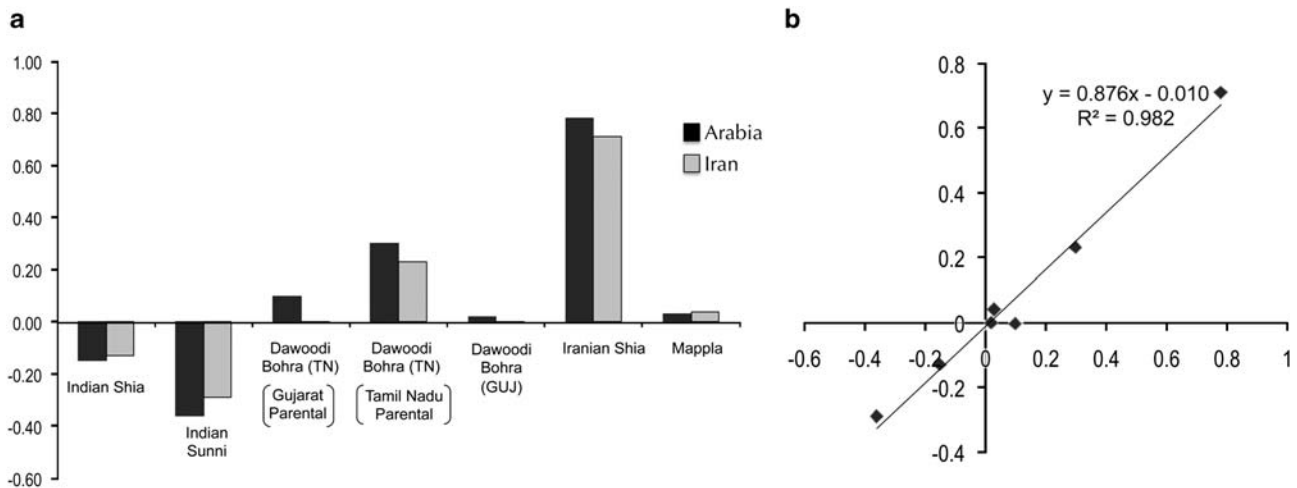 a
1.00
0.80
0.60
0.40
0.20
0.00
-0.20
-0.40
-0.60
Arabia
Iran
Indian Shia
Indian
Sunni
Dawoodi
Bohra (TN)
Gujarat
Parental
Dawoodi
Bohra (TN)
Tamil Nadu
Parental
Dawoodi
Bohra
(GUJ)
Iranian Shia
Mappla
b
0.8
0.6
0.4
0.2
0
-0.2
-0.4
y = 0.876x - 0.010
R² = 0.982
-0.6 -0.4 -0.2 0 0.2 0.4 0.6 0.8 1